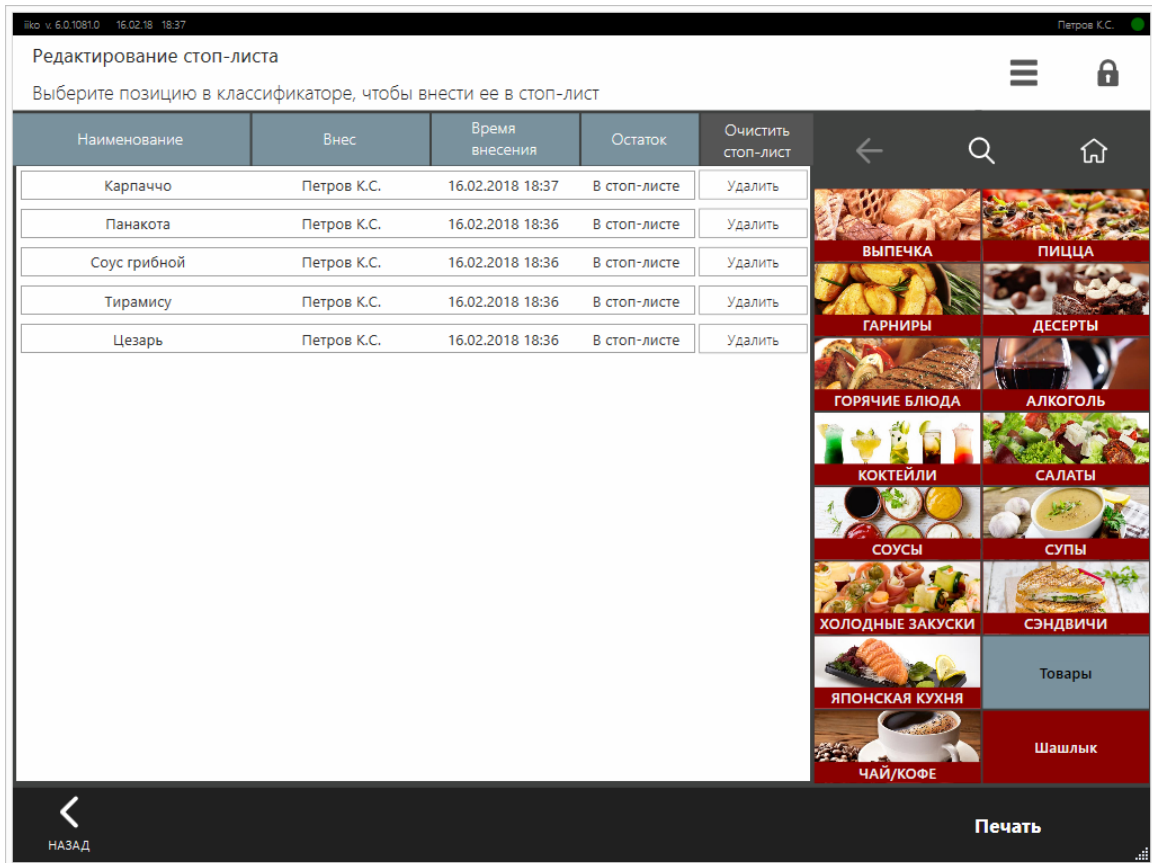 iiko v. 6.0.1081.0 16.02.18 18:37 Петров К.С.
Редактирование стоп-листа
Выберите позицию в классификаторе, чтобы внести ее в стоп-лист
Наименование Внес Время внесения Остаток Очистить стоп-лист
Карпаччо Петров К.С. 16.02.2018 18:37 В стоп-листе Удалить
Панакота Петров К.С. 16.02.2018 18:36 В стоп-листе Удалить
Соус грибной Петров К.С. 16.02.2018 18:36 В стоп-листе Удалить
Тирамису Петров К.С. 16.02.2018 18:36 В стоп-листе Удалить
Цезарь Петров К.С. 16.02.2018 18:36 В стоп-листе Удалить
ВЫПЕЧКА ПИЦЦА
ГАРНИРЫ ДЕСЕРТЫ
ГОРЯЧИЕ БЛЮДА АЛКОГОЛЬ
КОКТЕЙЛИ САЛАТЫ
СОУСЫ СУПЫ
ХОЛОДНЫЕ ЗАКУСКИ СЭНДВИЧИ
ЯПОНСКАЯ КУХНЯ Товары
ЧАЙ/КОФЕ Шашлык
НАЗАД Печать